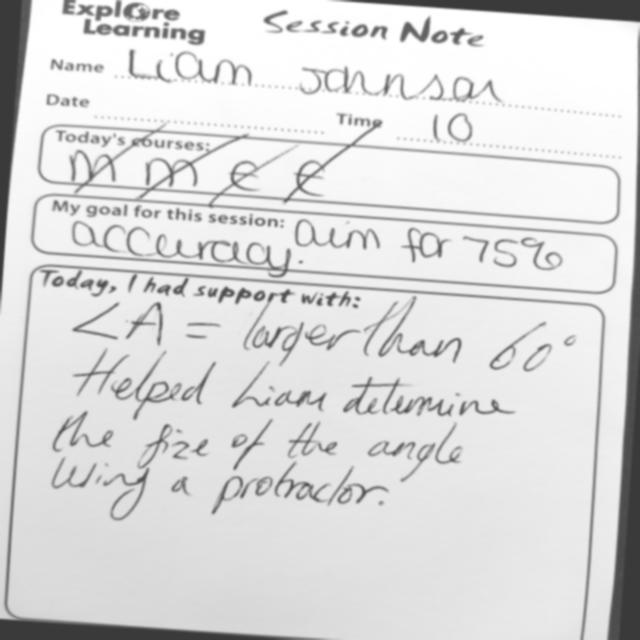 Explore
Learning
Session Note
Name Liam Johnson
Date Time 10
Today's courses:
M M E E
My goal for this session: aim for 75%
accuracy.
Today, I had support with:
∠A = larger than 60°
Helped Liam determine
the size of the angle
using a protractor.